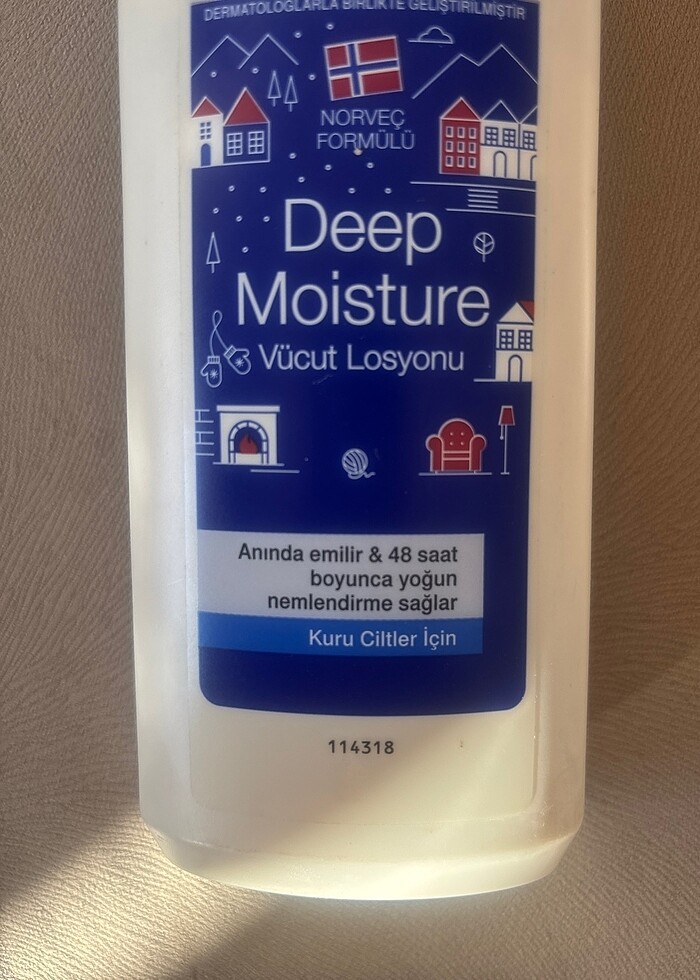 DERMATOLOGLARLA BİRLİKTE GELİŞTİRİLMİŞTİR
NORVEÇ
FORMÜLÜ
Deep
Moisture
Vücut Losyonu
Anında emilir & 48 saat
boyunca yoğun
nemlendirme sağlar
Kuru Ciltler İçin
114318